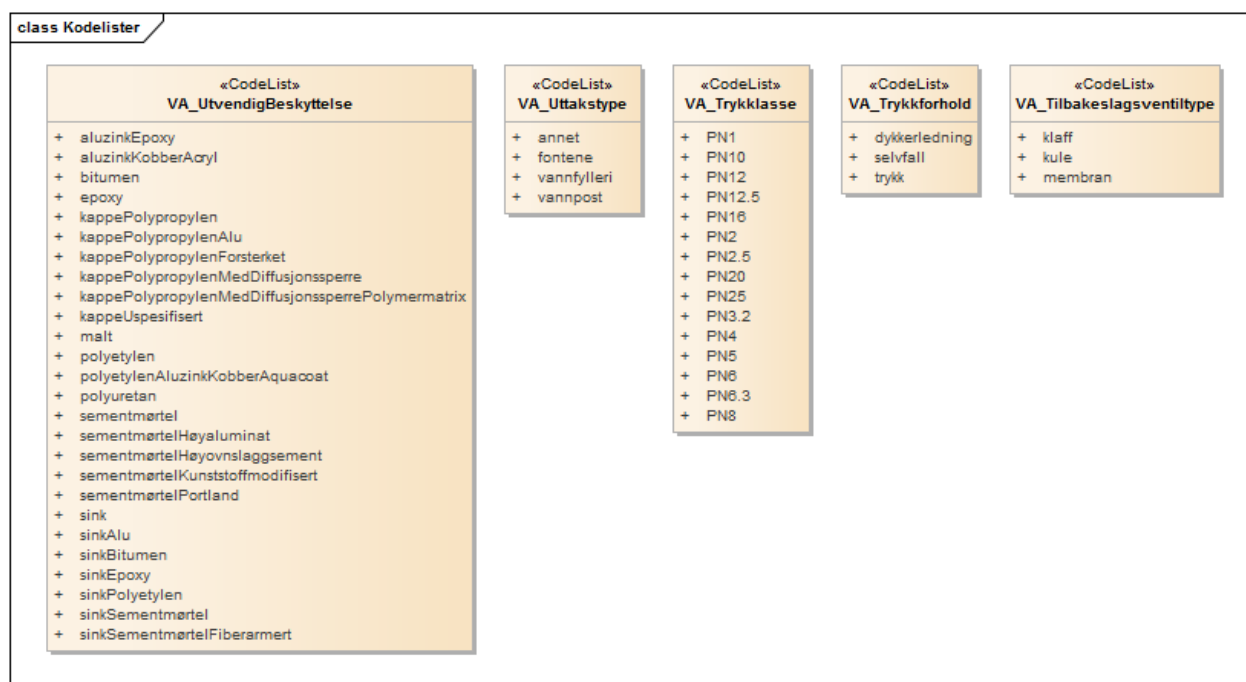 class Kodelister
«CodeList»
VA_UtvendigBeskyttelse
+ aluzinkEpoxy
+ aluzinkKobberAcryl
+ bitumen
+ epoxy
+ kappePolypropylen
+ kappePolypropylenAlu
+ kappePolypropylenForsterket
+ kappePolypropylenMedDiffusjonssperre
+ kappePolypropylenMedDiffusjonssperrePolymermatrix
+ kappeUspesifisert
+ malt
+ polyetylen
+ polyetylenAluzinkKobberAquacoat
+ polyuretan
+ sementmørtel
+ sementmørtelHøyaluminat
+ sementmørtelHøyovnslaggsement
+ sementmørtelKunststoffmodifisert
+ sementmørtelPortland
+ sink
+ sinkAlu
+ sinkBitumen
+ sinkEpoxy
+ sinkPolyetylen
+ sinkSementmørtel
+ sinkSementmørtelFiberarmert
«CodeList»
VA_Uttakstype
+ annet
+ fontene
+ vannfylleri
+ vannpost
«CodeList»
VA_Trykklasse
+ PN1
+ PN10
+ PN12
+ PN12.5
+ PN16
+ PN2
+ PN2.5
+ PN20
+ PN25
+ PN3.2
+ PN4
+ PN5
+ PN6
+ PN6.3
+ PN8
«CodeList»
VA_Trykkforhold
+ dykkerledning
+ selvfall
+ trykk
«CodeList»
VA_Tilbakeslagsventiltype
+ klaff
+ kule
+ membran